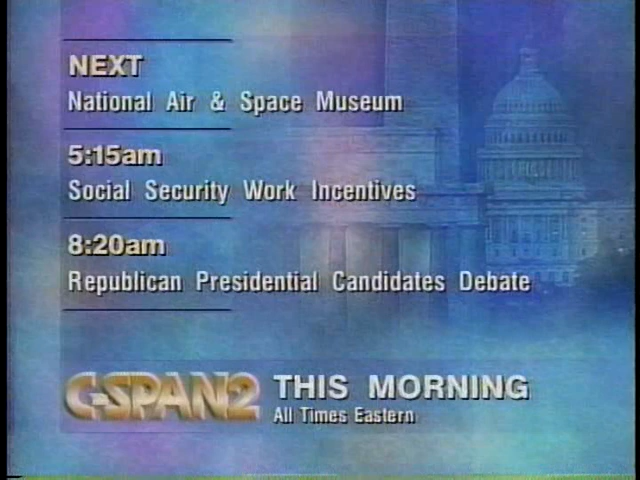 NEXT
National Air & Space Museum
5:15am
Social Security Work Incentives
8:20am
Republican Presidential Candidates Debate
C-SPAN2 THIS MORNING
All Times Eastern